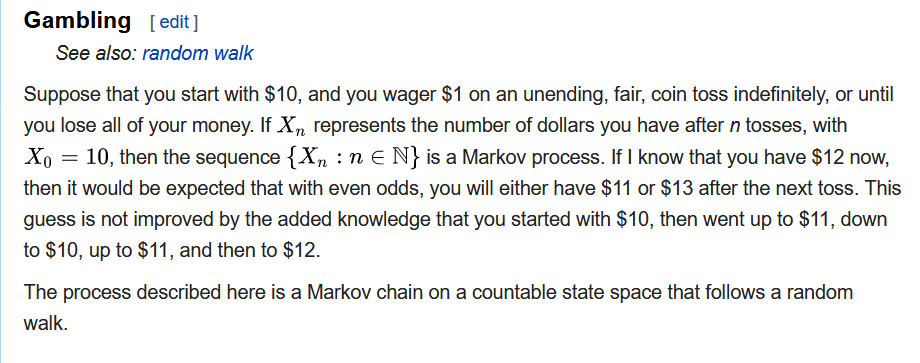 Gambling [ edit ]
See also: random walk
Suppose that you start with $10, and you wager $1 on an unending, fair, coin toss indefinitely, or until
you lose all of your money. If Xₙ represents the number of dollars you have after n tosses, with
X₀ = 10, then the sequence {Xₙ : n ∈ ℕ} is a Markov process. If I know that you have $12 now,
then it would be expected that with even odds, you will either have $11 or $13 after the next toss. This
guess is not improved by the added knowledge that you started with $10, then went up to $11, down
to $10, up to $11, and then to $12.
The process described here is a Markov chain on a countable state space that follows a random
walk.